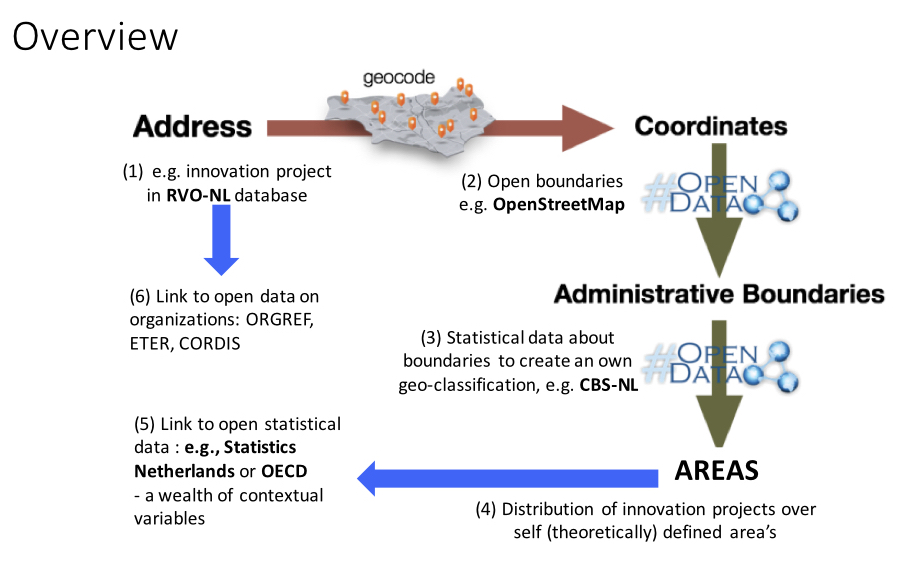 Overview
geocode
Address
Coordinates
(1) e.g. innovation project
in RVO-NL database
(2) Open boundaries
e.g. OpenStreetMap
#OPEN
DATA
(6) Link to open data on
organizations: ORGREF,
ETER, CORDIS
Administrative Boundaries
(3) Statistical data about
boundaries to create an own
geo-classification, e.g. CBS-NL
#OPEN
DATA
(5) Link to open statistical
data : e.g., Statistics
Netherlands or OECD
- a wealth of contextual
variables
AREAS
(4) Distribution of innovation projects over
self (theoretically) defined area's